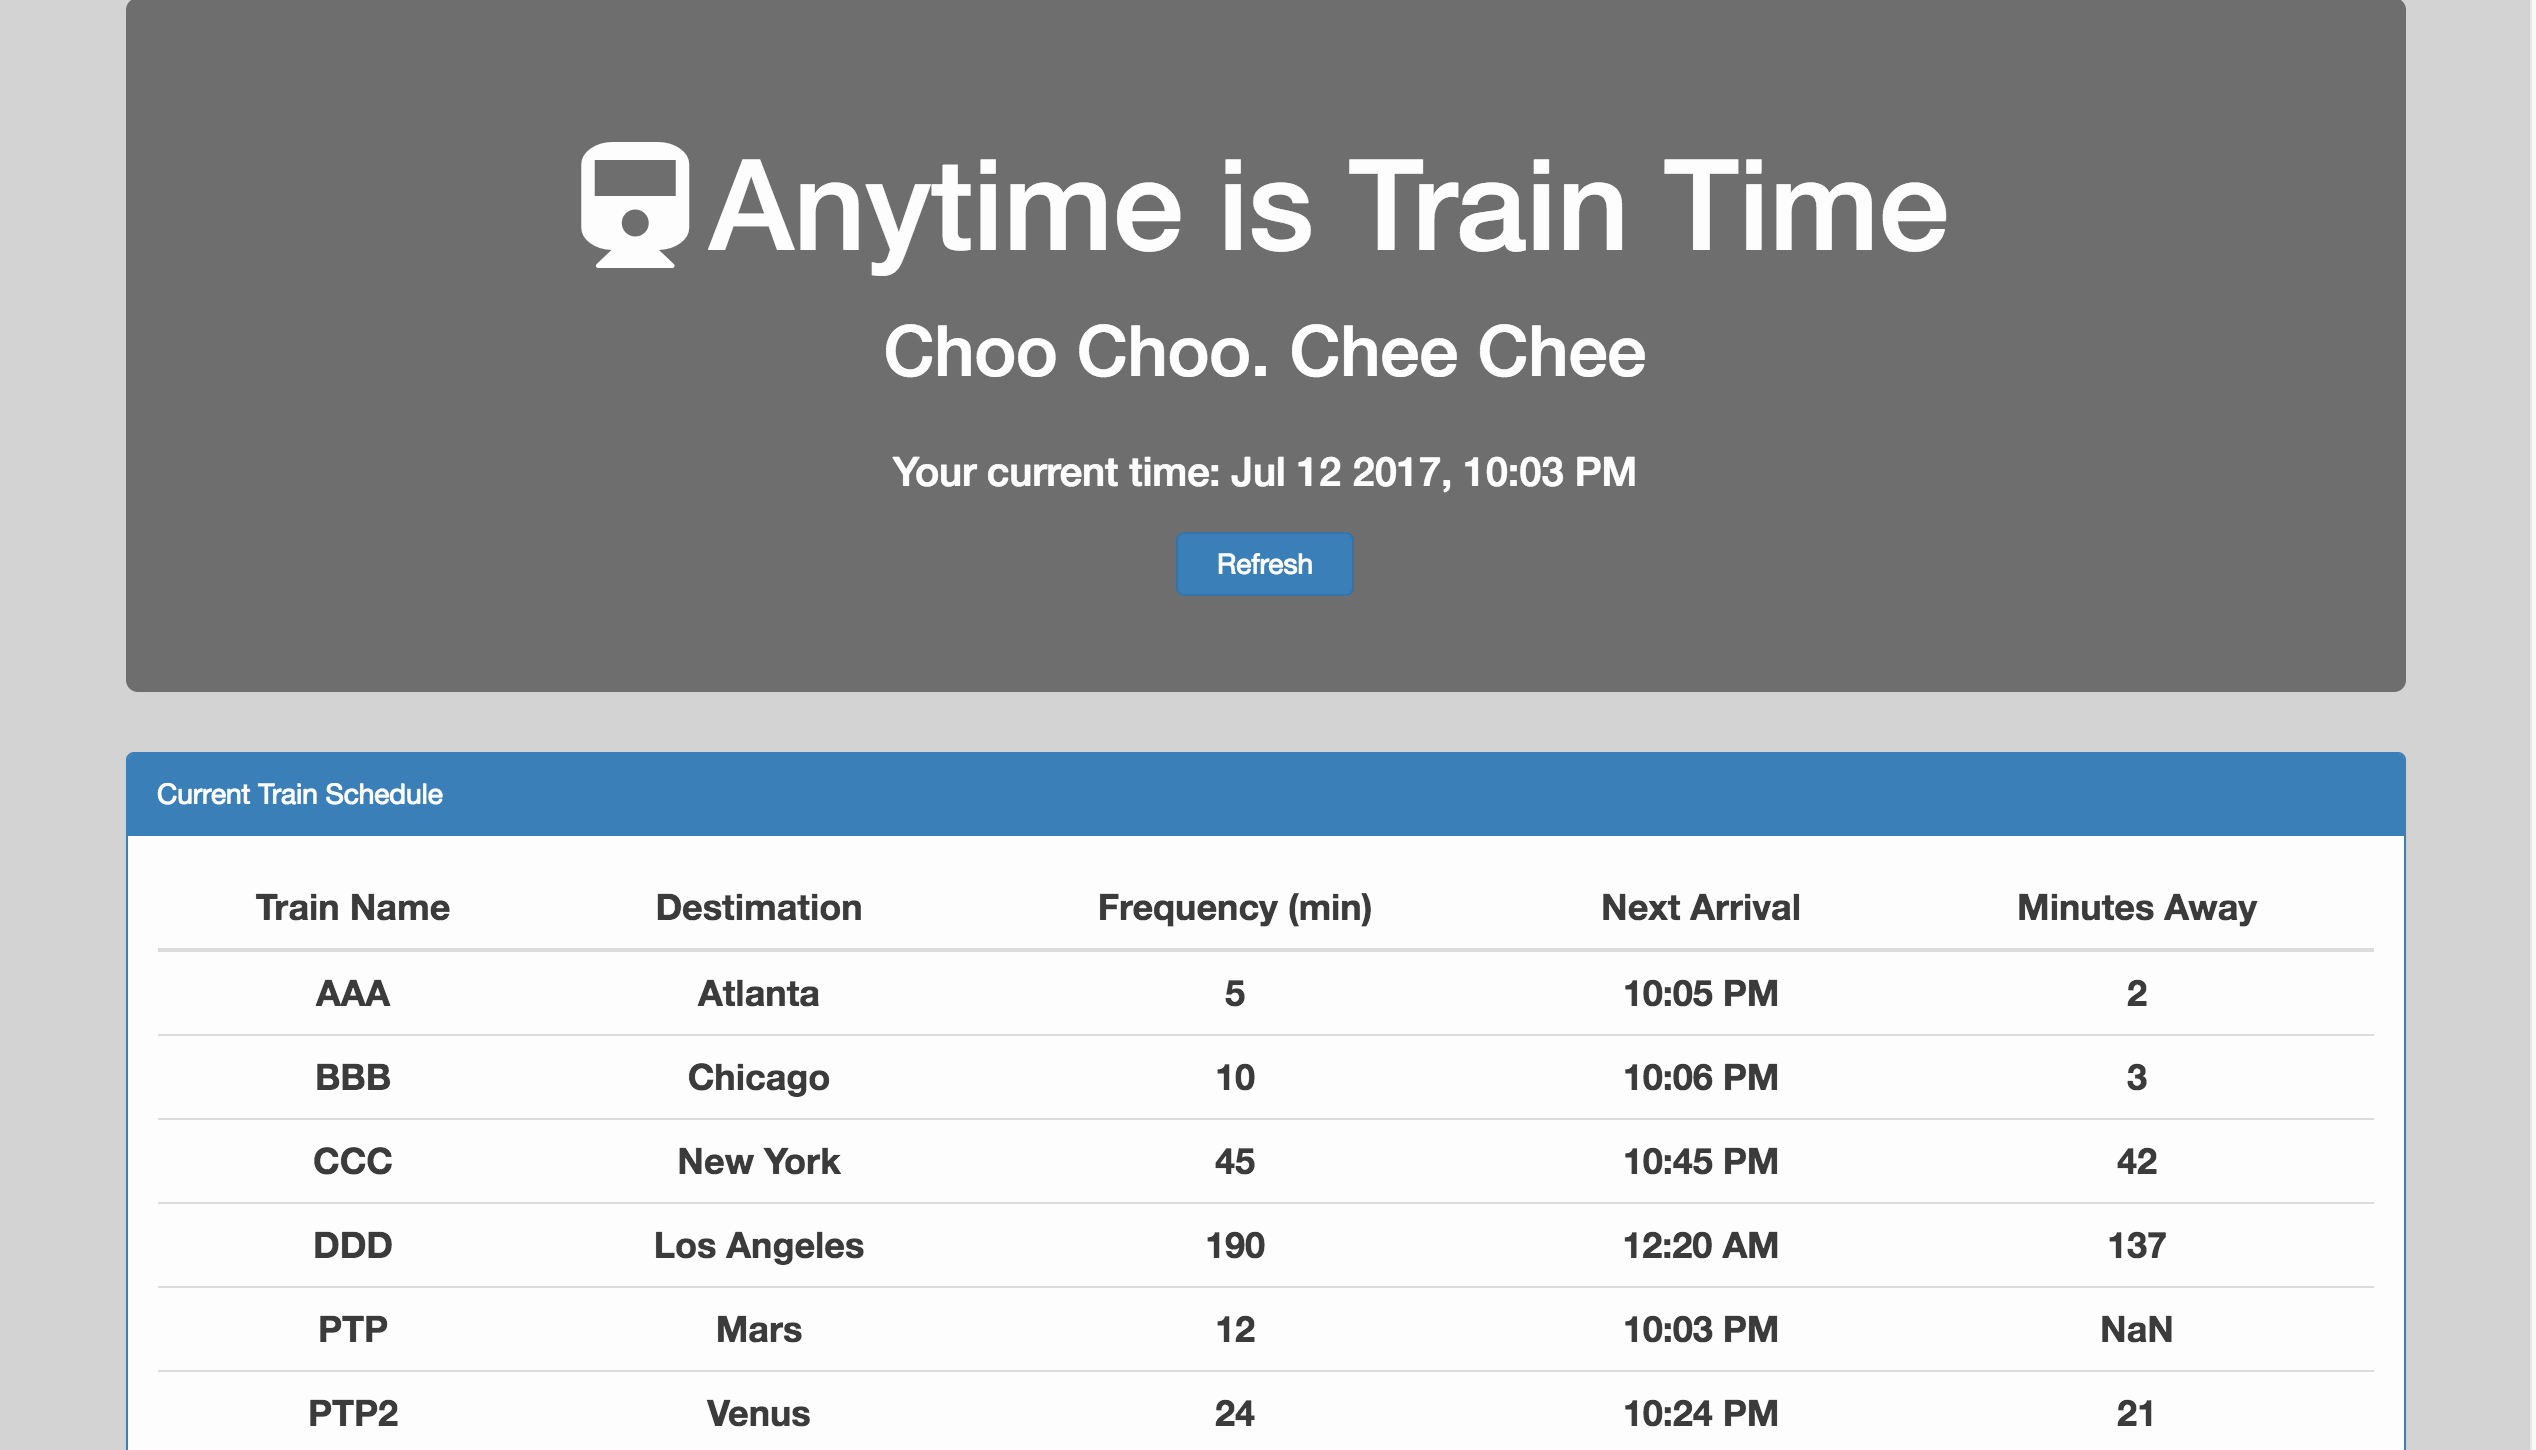 Anytime is Train Time
Choo Choo. Chee Chee
Your current time: Jul 12 2017, 10:03 PM
Refresh
Current Train Schedule
Train Name Destimation Frequency (min) Next Arrival Minutes Away
AAA Atlanta 5 10:05 PM 2
BBB Chicago 10 10:06 PM 3
CCC New York 45 10:45 PM 42
DDD Los Angeles 190 12:20 AM 137
PTP Mars 12 10:03 PM NaN
PTP2 Venus 24 10:24 PM 21